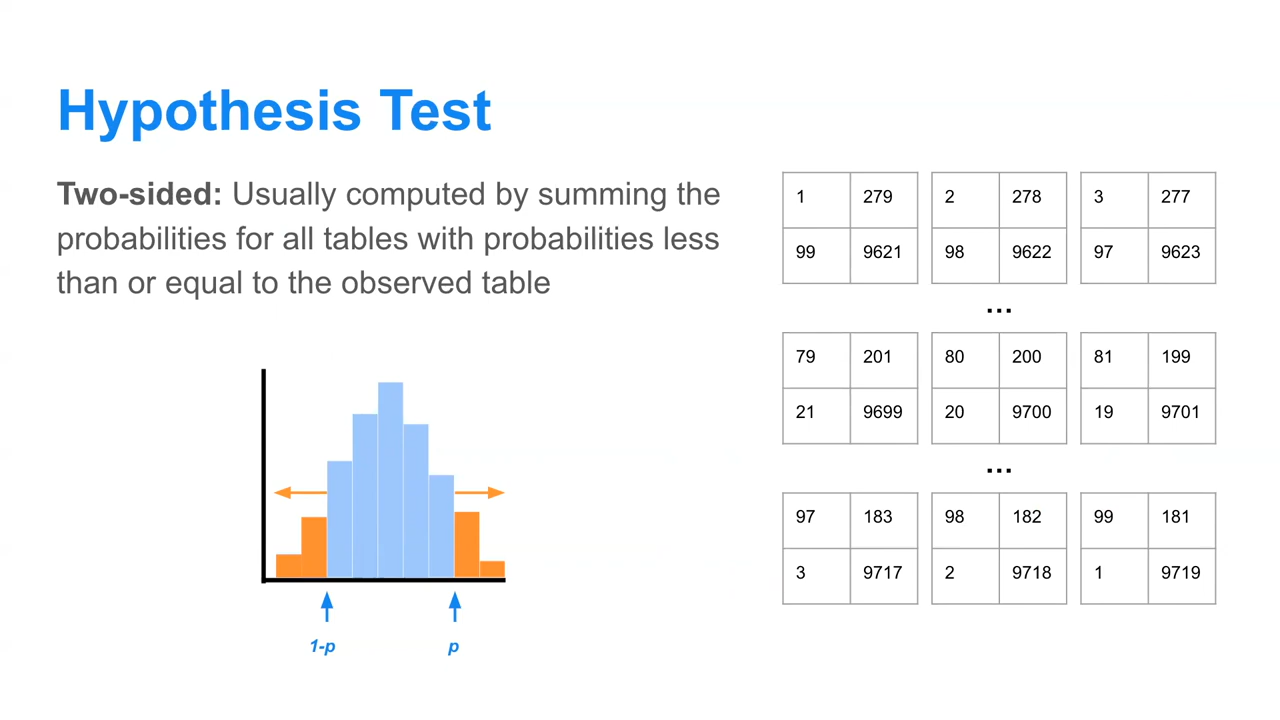 Hypothesis Test
Two-sided: Usually computed by summing the
probabilities for all tables with probabilities less
than or equal to the observed table
1-p
p
1 279 2 278 3 277
99 9621 98 9622 97 9623
...
79 201 80 200 81 199
21 9699 20 9700 19 9701
...
97 183 98 182 99 181
3 9717 2 9718 1 9719